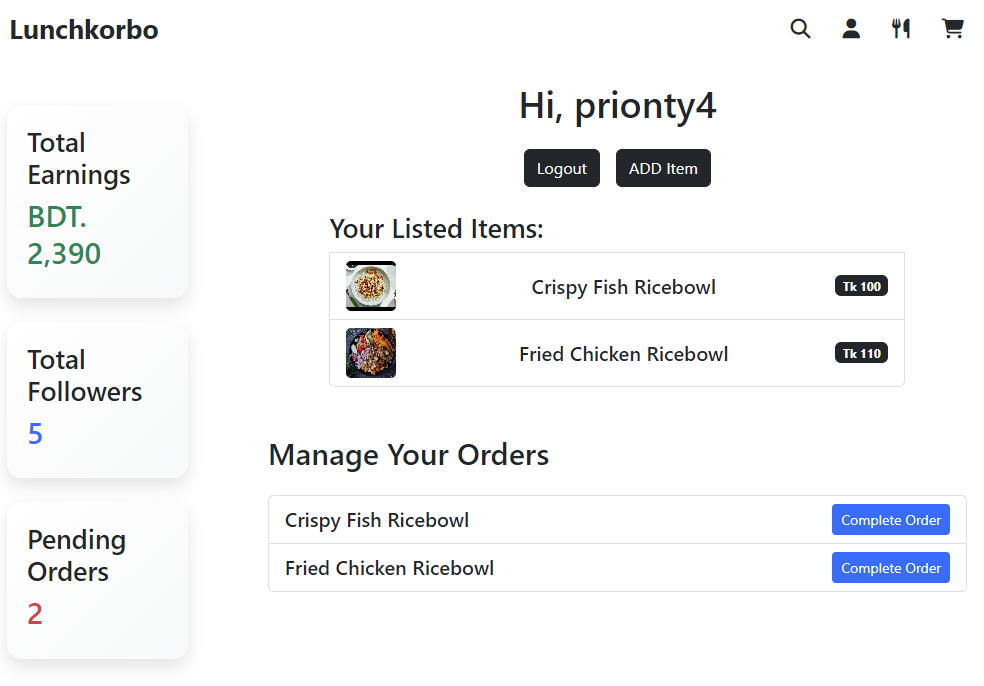 Lunchkorbo
Total
Earnings
BDT.
2,390
Total
Followers
5
Pending
Orders
2
Hi, prionty4
Logout
ADD Item
Your Listed Items:
Crispy Fish Ricebowl
Tk 100
Fried Chicken Ricebowl
Tk 110
Manage Your Orders
Crispy Fish Ricebowl
Complete Order
Fried Chicken Ricebowl
Complete Order